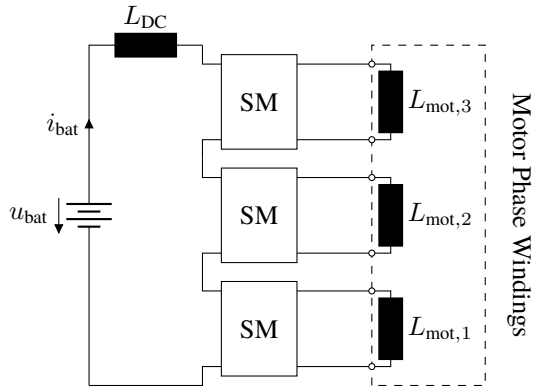 L_DC
SM
L_mot,3
i_bat
SM
L_mot,2
u_bat
SM
L_mot,1
Motor Phase Windings